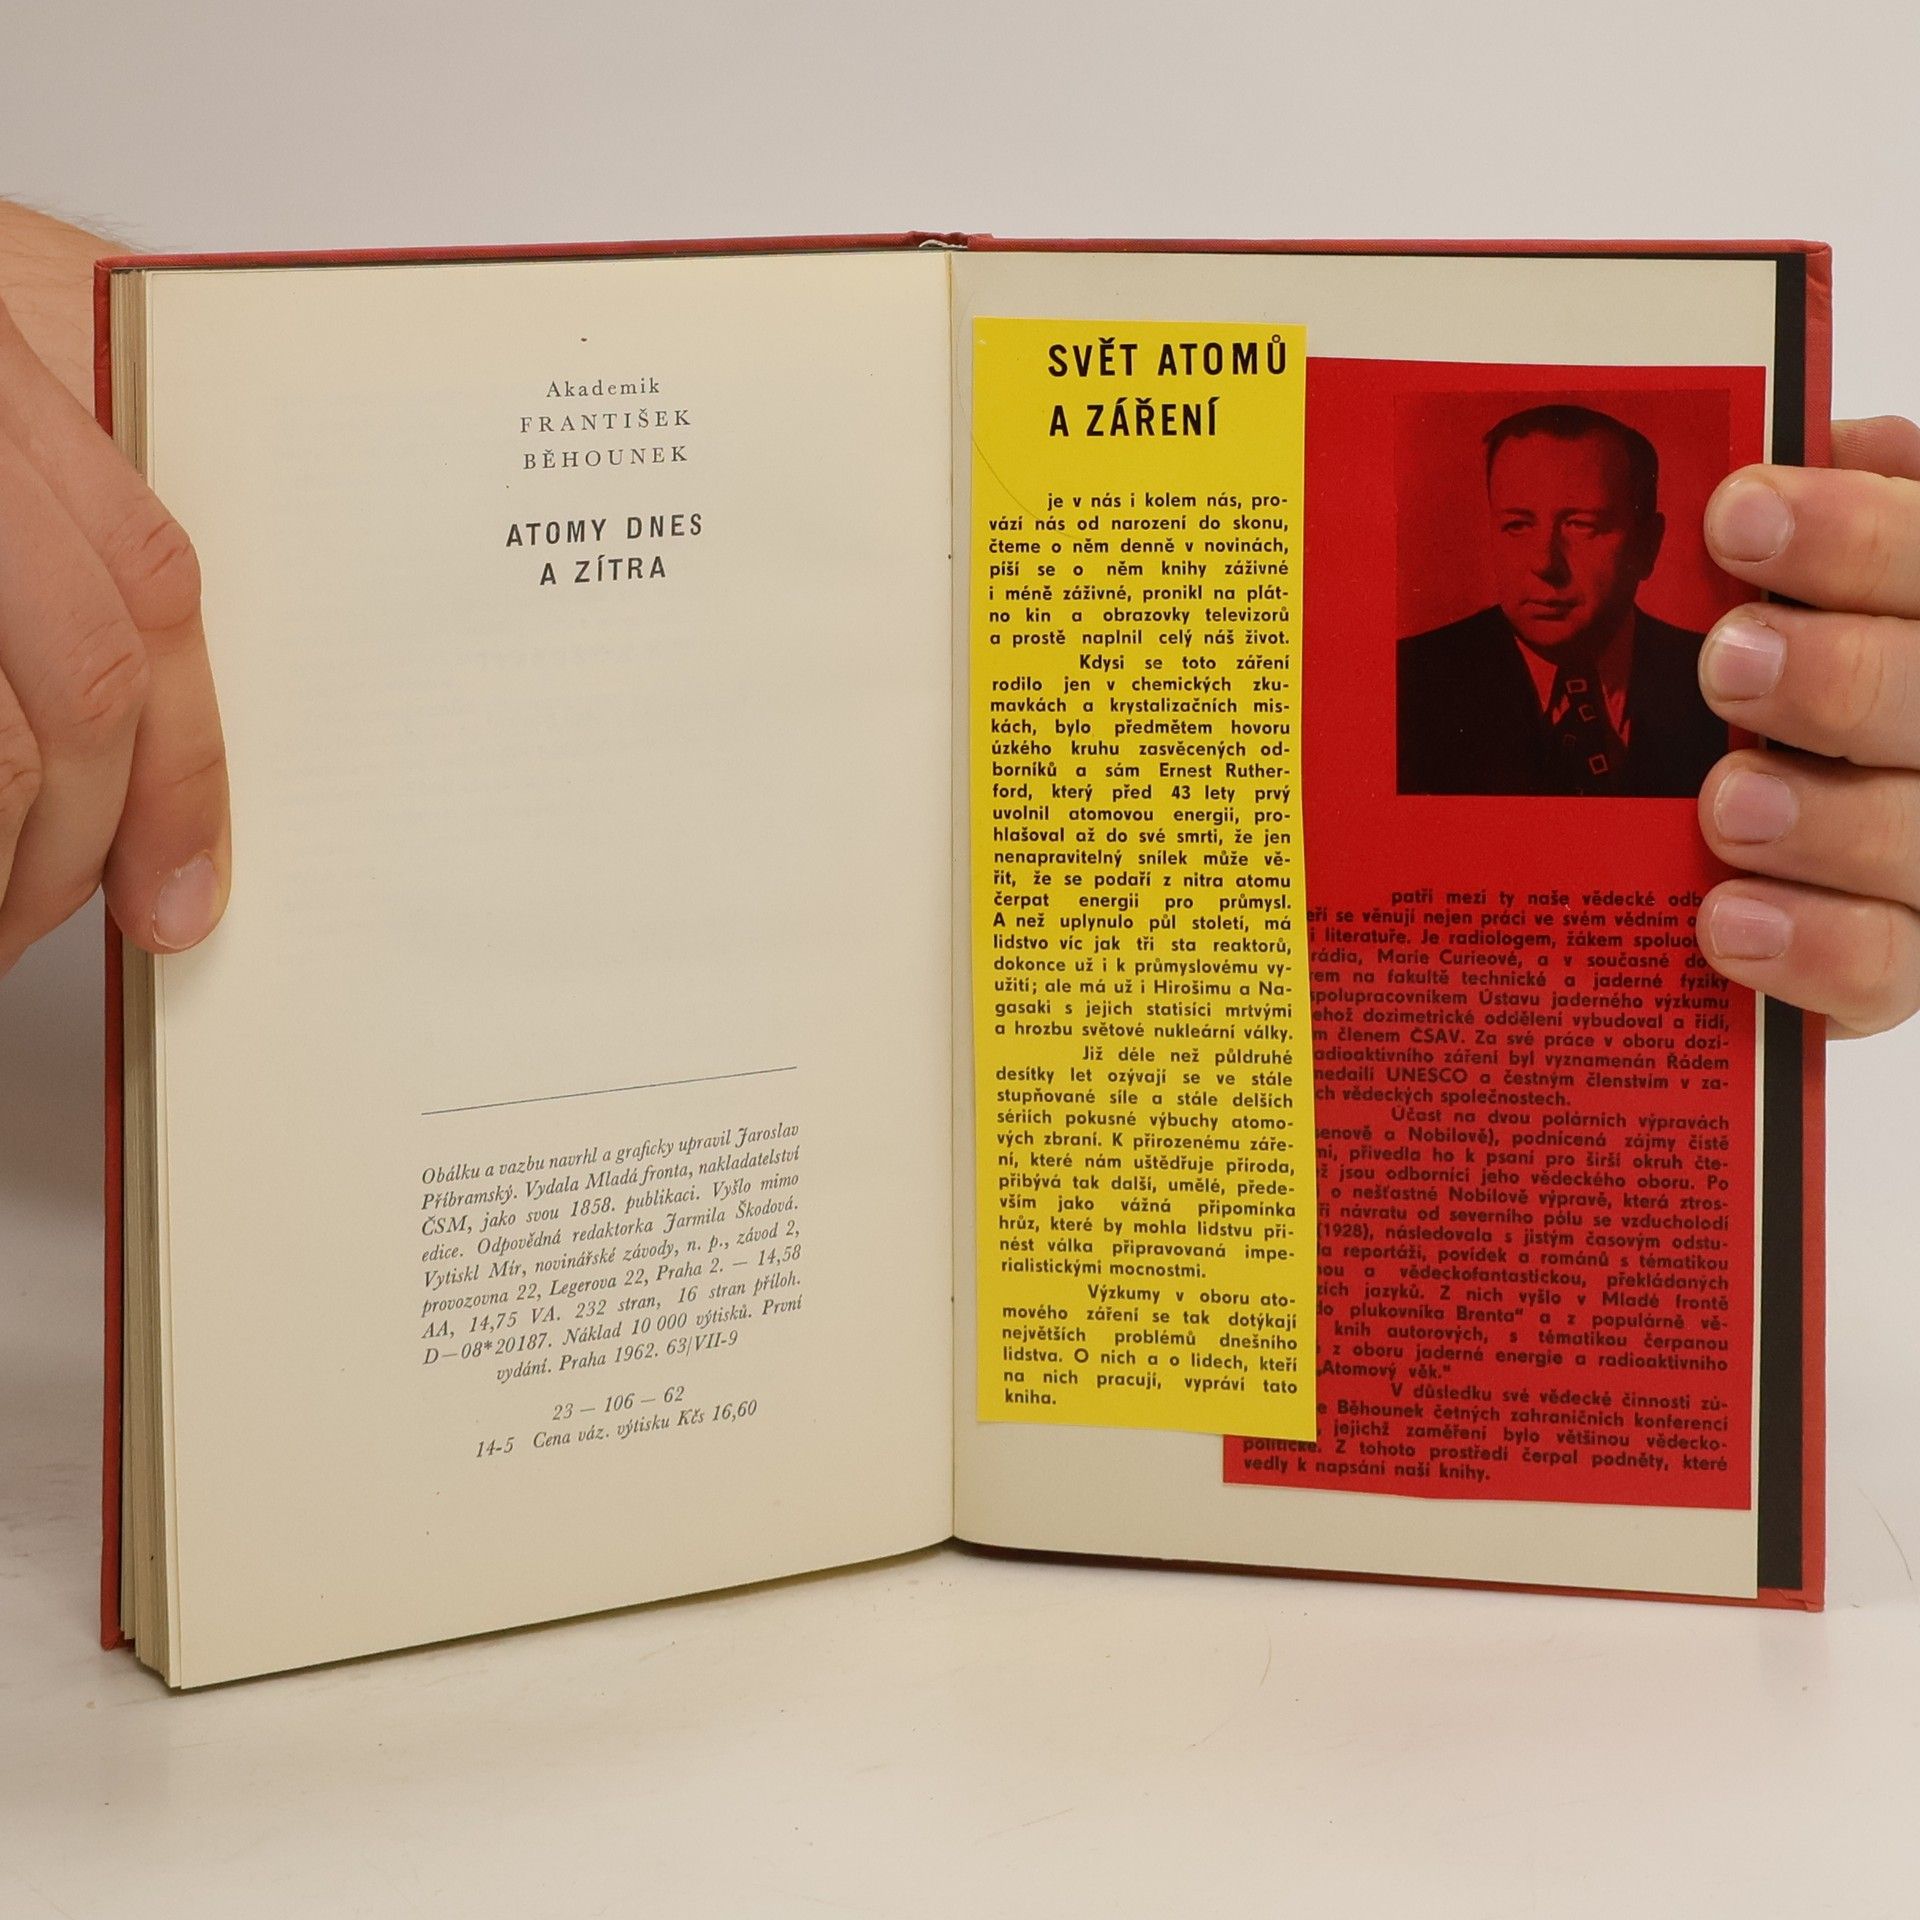 Akademik
FRANTIŠEK
BĚHOUNEK
ATOMY DNES
A ZÍTRA
Obálku a vazbu navrhl a graficky upravil Jaroslav
Příbramský. Vydala Mladá fronta, nakladatelství
ČSM, jako svou 1858. publikaci. Vyšlo mimo
edice. Odpovědná redaktorka Jarmila Škodová.
Vytiskl Mír, novinářské závody, n. p., závod 2,
provozovna 22, Legerova 22, Praha 2. — 14,58
AA, 14,75 VA. 232 stran, 16 stran příloh.
D—08*20187. Náklad 10 000 výtisků. První
vydání. Praha 1962. 63/VII-9
23 — 106 — 62
14-5 Cena váz. výtisku Kčs 16,60
SVĚT ATOMŮ
A ZÁŘENÍ
je v nás i kolem nás, pro-
vází nás od narození do skonu,
čteme o něm denně v novinách,
píší se o něm knihy záživné
i méně záživné, pronikl na plát-
no kin a obrazovky televizorů
a prostě naplnil celý náš život.
Kdysi se toto záření
rodilo jen v chemických zku-
mavkách a krystalizačních mis-
kách, bylo předmětem hovoru
úzkého kruhu zasvěcených od-
borníků a sám Ernest Ruther-
ford, který před 43 lety prvý
uvolnil atomovou energii, pro-
hlašoval až do své smrti, že jen
nenapravitelný snílek může vě-
řit, že se podaří z nitra atomu
čerpat energii pro průmysl.
A než uplynulo půl století, má
lidstvo víc jak tři sta reaktorů,
dokonce už i k průmyslovému vy-
užití; ale má už i Hirošimu a Na-
gasaki s jejich statisíci mrtvými
a hrozbu světové nukleární války.
Již déle než půldruhé
desítky let ozývají se ve stále
stupňované síle a stále delších
sériích pokusné výbuchy atomo-
vých zbraní. K přirozenému záře-
ní, které nám uštědřuje příroda,
přibývá tak další, umělé, přede-
vším jako vážná připomínka
hrůz, které by mohla lidstvu při-
nést válka připravovaná impe-
rialistickými mocnostmi.
Výzkumy v oboru ato-
mového záření se tak dotýkají
největších problémů dnešního
lidstva. O nich a o lidech, kteří
na nich pracují, vypráví tato
kniha.
patří mezi ty naše vědecké
se věnují nejen práci ve svém vědním
i literatuře. Je radiologem, žákem
rádia, Marie Curieové, a v současné
na fakultě technické a jaderné fyziky
spolupracovníkem Ústavu jaderného výzkumu
ehož dozimetrické oddělení vybudoval a řídí,
členem ČSAV. Za své práce v oboru dozi-
adioaktivního záření byl vyznamenán Řádem
medailí UNESCO a čestným členstvím v za-
ch vědeckých společnostech.
Účast na dvou polárních výpravách
senově a Nobilově), podnícená zájmy čistě
mi, přivedla ho k psaní pro širší okruh čte-
ž jsou odborníci jeho vědeckého oboru. Po
o nešťastné Nobilově výpravě, která ztros-
ři návratu od severního pólu se vzducholodí
(1928), následovala s jistým časovým odstu-
reportáží, povídek a románů s tématikou
nou a vědeckofantastickou, překládaných
zích jazyků. Z nich vyšlo v Mladé frontě
do plukovníka Brenta" a z populárně vě-
knih autorových, s tématikou čerpanou
z oboru jaderné energie a radioaktivního
„Atomový věk."
V důsledku své vědecké činnosti zú-
e Běhounek četných zahraničních konferencí
jejichž zaměření bylo většinou vědecko-
politické. Z tohoto prostředí čerpal podněty, které
vedly k napsání naší knihy.